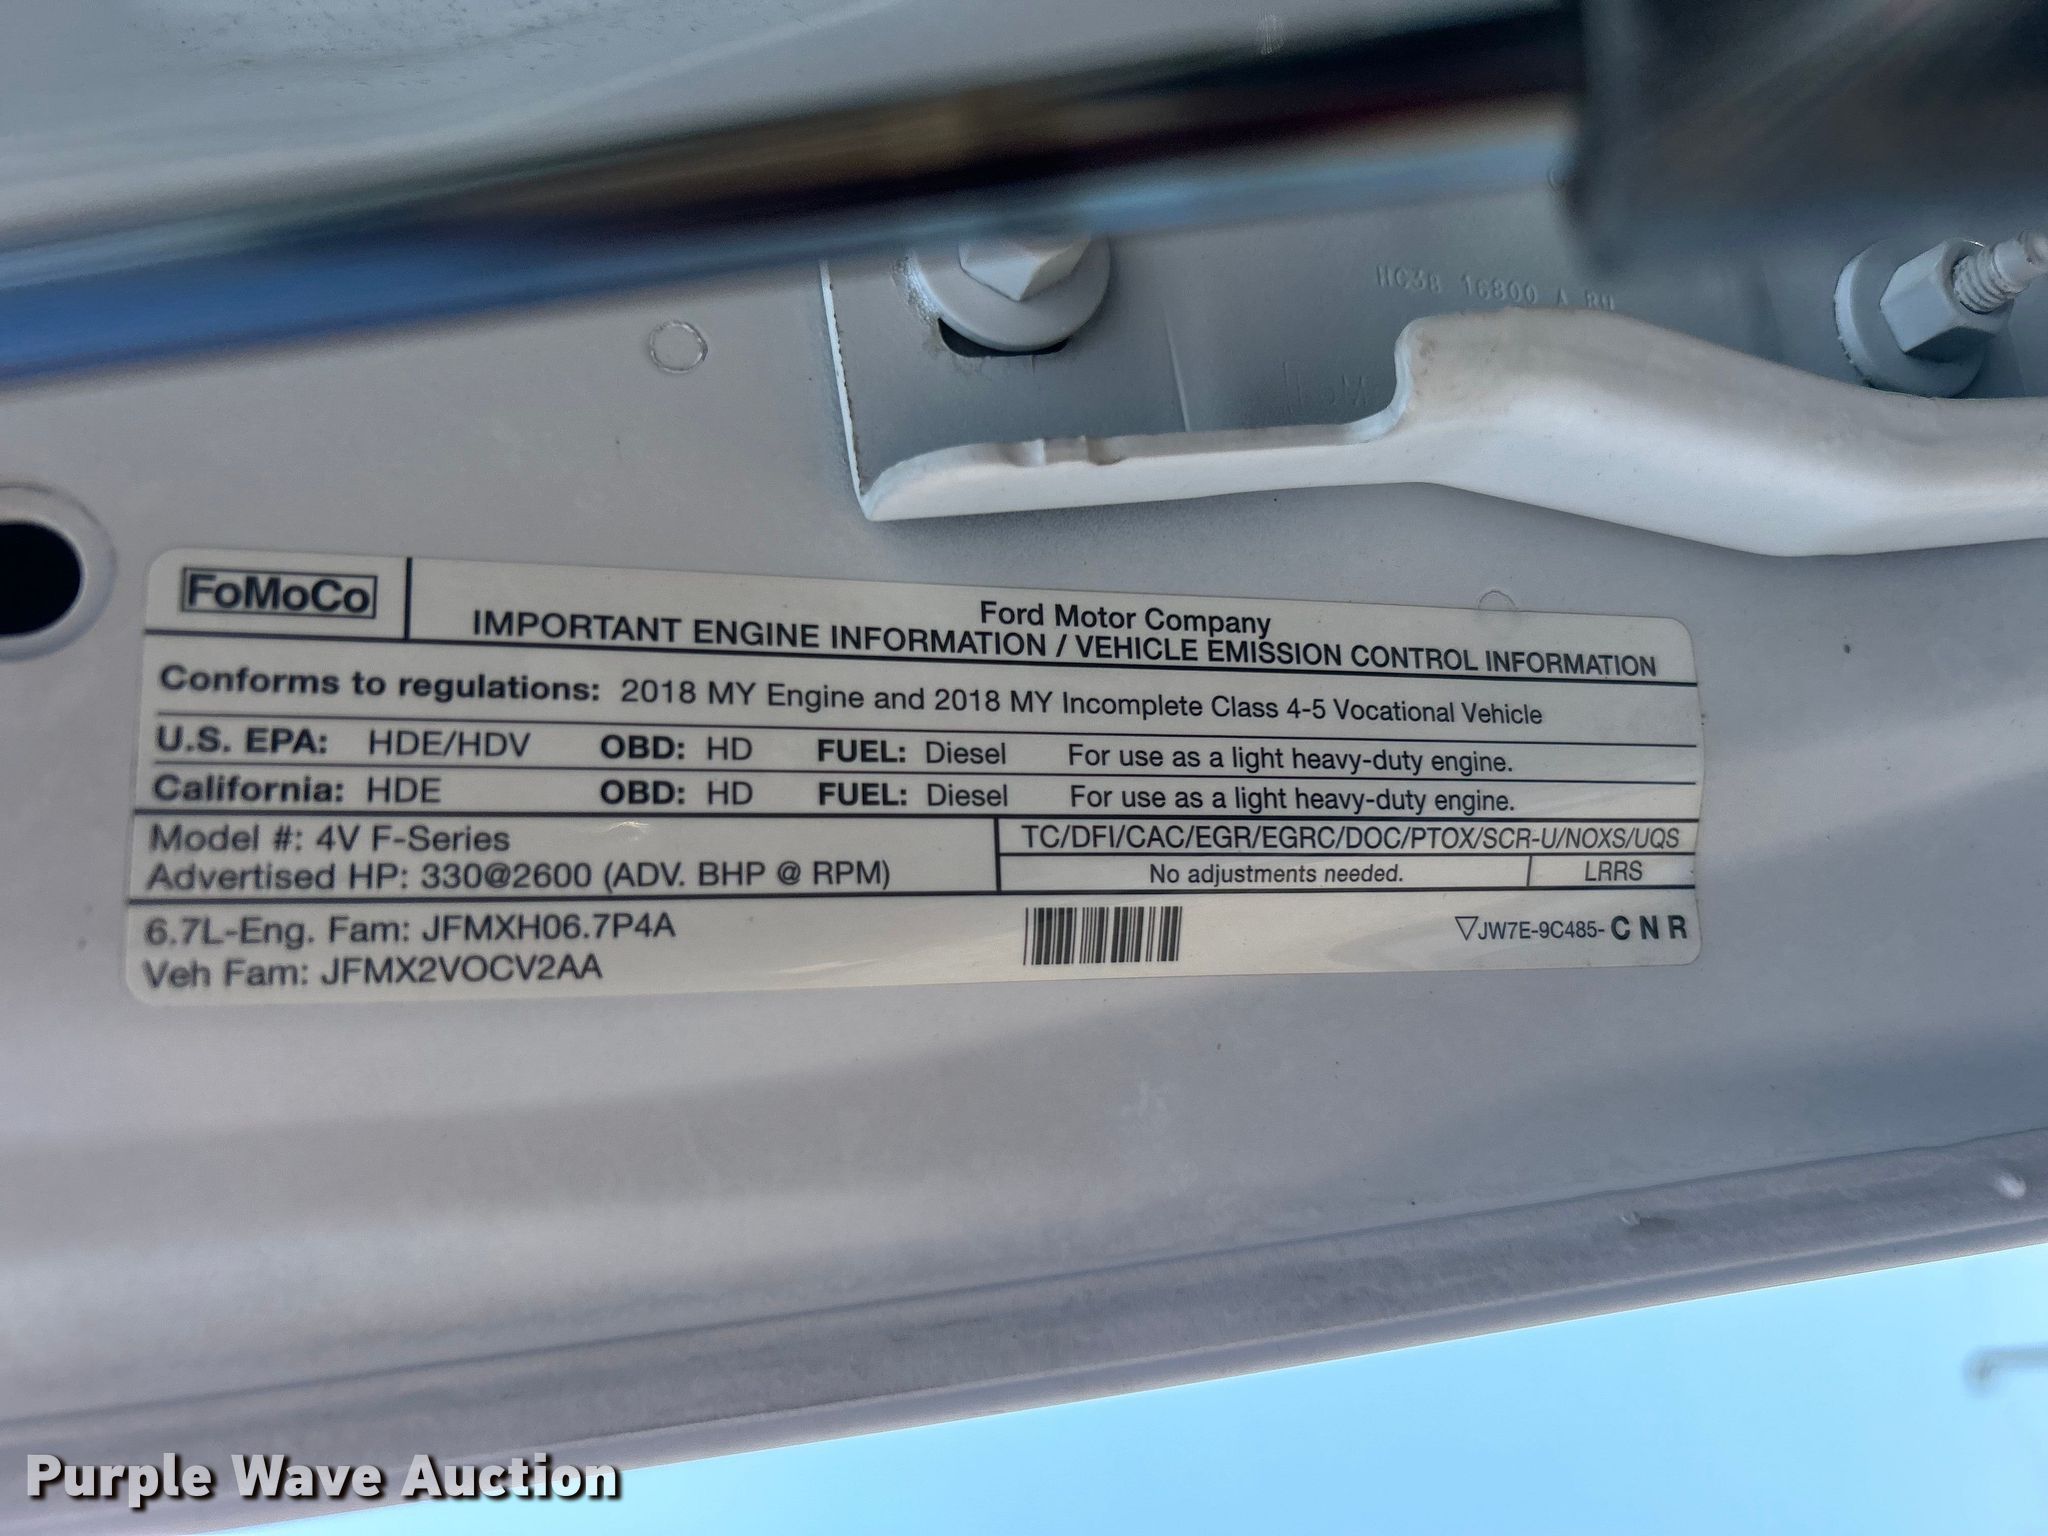 HC3B 16800 A RH
FoMoCo
Ford Motor Company
IMPORTANT ENGINE INFORMATION / VEHICLE EMISSION CONTROL INFORMATION
Conforms to regulations: 2018 MY Engine and 2018 MY Incomplete Class 4-5 Vocational Vehicle
U.S. EPA: HDE/HDV OBD: HD FUEL: Diesel For use as a light heavy-duty engine.
California: HDE OBD: HD FUEL: Diesel For use as a light heavy-duty engine.
Model #: 4V F-Series
Advertised HP: 330@2600 (ADV. BHP @ RPM)
TC/DFI/CAC/EGR/EGRC/DOC/PTOX/SCR-U/NOXS/UQS
No adjustments needed. LRRS
6.7L-Eng. Fam: JFMXH06.7P4A
Veh Fam: JFMX2VOCV2AA
▽JW7E-9C485- C N R
Purple Wave Auction